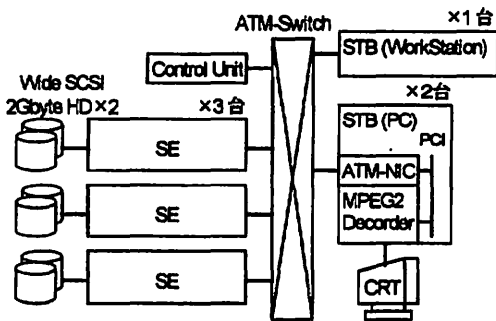 ATM-Switch
×1台
STB (WorkStation)
Control Unit
Wide SCSI
2Gbyte HD×2
×3台
SE
SE
SE
×2台
STB (PC)
PCI
ATM-NIC
MPEG2
Decorder
CRT